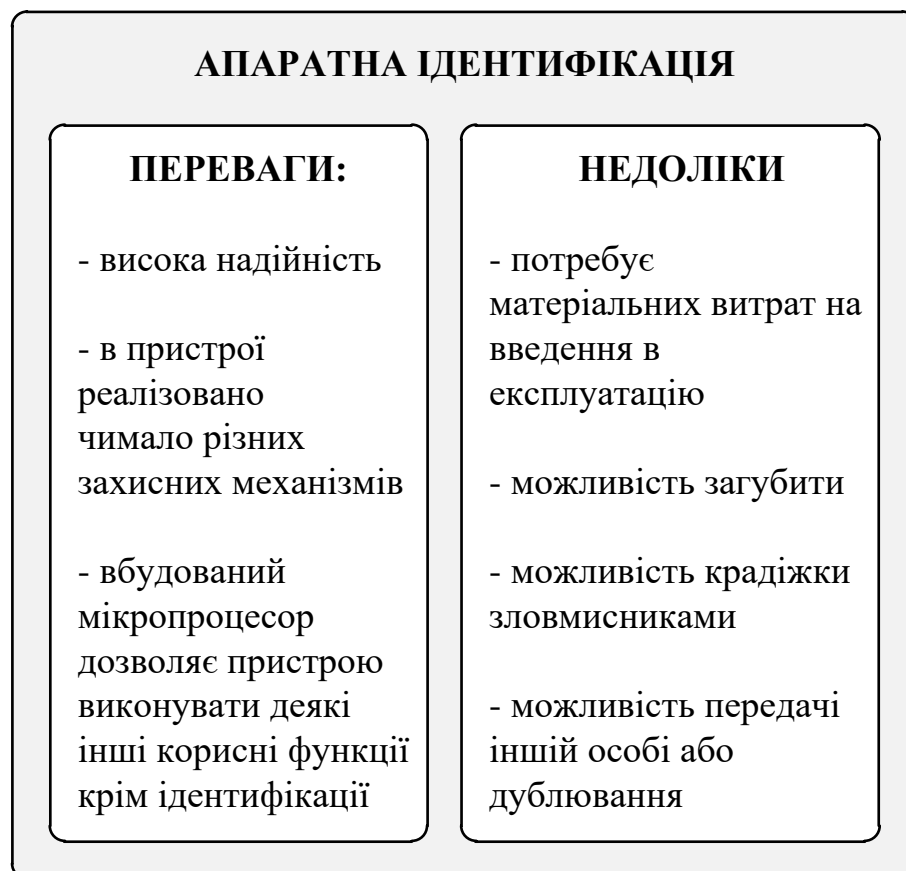 АПАРАТНА ІДЕНТИФІКАЦІЯ
ПЕРЕВАГИ:
- висока надійність
- в пристрої
реалізовано
чимало різних
захисних механізмів
- вбудований
мікропроцесор
дозволяє пристрою
виконувати деякі
інші корисні функції
крім ідентифікації
НЕДОЛІКИ
- потребує
матеріальних витрат на
введення в
експлуатацію
- можливість загубити
- можливість крадіжки
зловмисниками
- можливість передачі
іншій особі або
дублювання